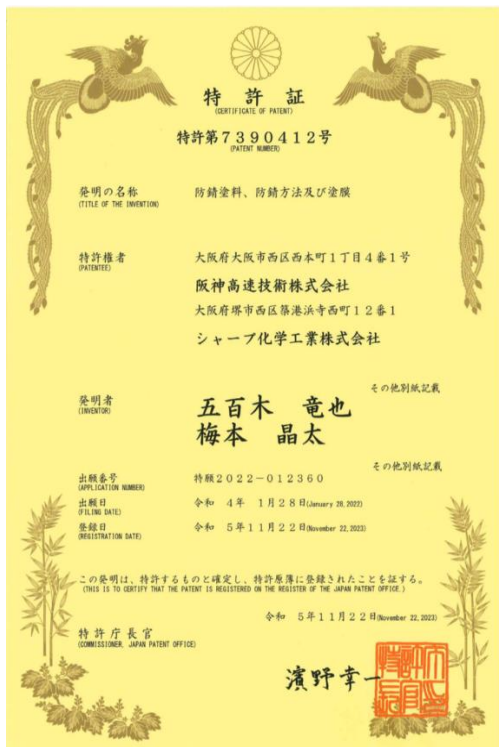 特許証
(CERTIFICATE OF PATENT)
特許第7390412号
(PATENT NUMBER)
発明の名称 防錆塗料、防錆方法及び塗膜
(TITLE OF THE INVENTION)
特許権者 大阪府大阪市西区西本町1丁目4番1号
(PATENTEE)
阪神高速技術株式会社
大阪府堺市西区築港浜寺西町12番1
シャープ化学工業株式会社
その他別紙記載
発明者 五百木 竜也
(INVENTOR)
梅本 晶太
その他別紙記載
出願番号 特願2022-012360
(APPLICATION NUMBER)
出願日 令和 4年 1月28日(January 28,2022)
(FILING DATE)
登録日 令和 5年11月22日(November 22,2023)
(REGISTRATION DATE)
この発明は、特許するものと確定し、特許原簿に登録されたことを証する。
(THIS IS TO CERTIFY THAT THE PATENT IS REGISTERED ON THE REGISTER OF THE JAPAN PATENT OFFICE.)
令和 5年11月22日(November 22,2023)
特許庁長官
(COMMISSIONER, JAPAN PATENT OFFICE)
濱野幸一